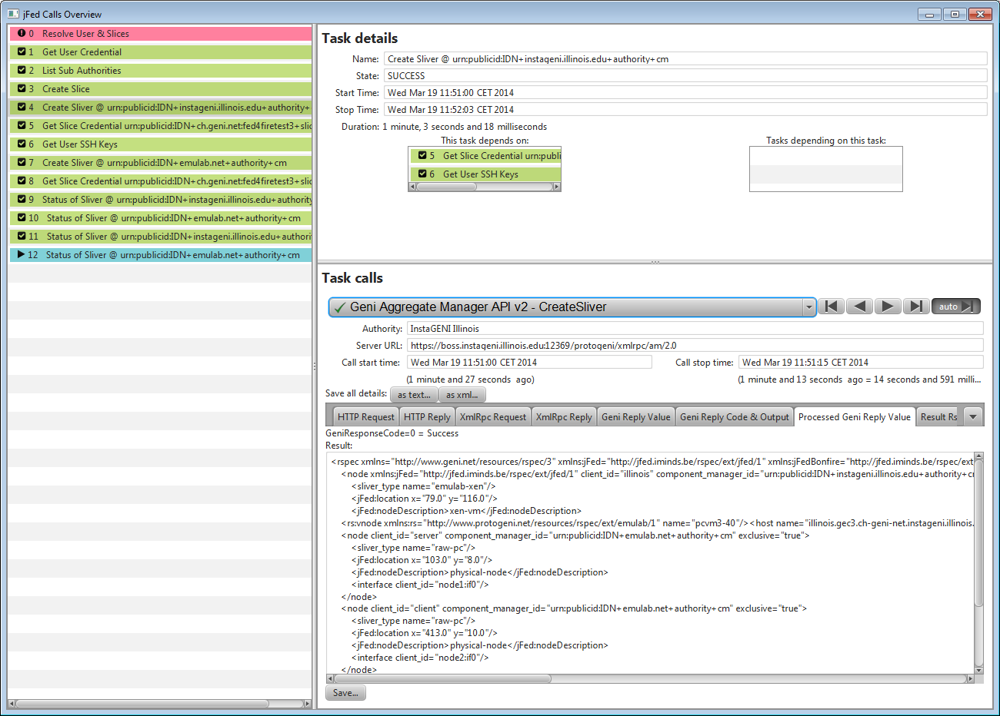 jFed Calls Overview
0 Resolve User & Slices
1 Get User Credential
2 List Sub Authorities
3 Create Slice
4 Create Sliver @ urn:publicid:IDN+instageni.illinois.edu+authority+
5 Get Slice Credential urn:publicid:IDN+ch.geni.net:fed4firetest3+slic
6 Get User SSH Keys
7 Create Sliver @ urn:publicid:IDN+emulab.net+authority+cm
8 Get Slice Credential urn:publicid:IDN+ch.geni.net:fed4firetest3+slic
9 Status of Sliver @ urn:publicid:IDN+instageni.illinois.edu+authority
10 Status of Sliver @ urn:publicid:IDN+emulab.net+authority+cm
11 Status of Sliver @ urn:publicid:IDN+instageni.illinois.edu+authorit
12 Status of Sliver @ urn:publicid:IDN+emulab.net+authority+cm
Task details
Name: Create Sliver @ urn:publicid:IDN+instageni.illinois.edu+authority+cm
State: SUCCESS
Start Time: Wed Mar 19 11:51:00 CET 2014
Stop Time: Wed Mar 19 11:52:03 CET 2014
Duration: 1 minute, 3 seconds and 18 milliseconds
This task depends on: Tasks depending on this task:
5 Get Slice Credential urn:publi
6 Get User SSH Keys
Task calls
Geni Aggregate Manager API v2 - CreateSliver auto
Authority: InstaGENI Illinois
Server URL: https://boss.instageni.illinois.edu:12369/protogeni/xmlrpc/am/2.0
Call start time: Wed Mar 19 11:51:00 CET 2014 Call stop time: Wed Mar 19 11:51:15 CET 2014
(1 minute and 27 seconds ago) (1 minute and 13 seconds ago = 14 seconds and 591 milli...
Save all details: as text... as xml...
HTTP Request HTTP Reply XmlRpc Request XmlRpc Reply Geni Reply Value Geni Reply Code & Output Processed Geni Reply Value Result Rs
GeniResponseCode=0 = Success
Result:
<rspec xmlns="http://www.geni.net/resources/rspec/3" xmlns:jFed="http://jfed.iminds.be/rspec/ext/jfed/1" xmlns:jFedBonfire="http://jfed.iminds.be/rspec/ext
<node xmlns:jFed="http://jfed.iminds.be/rspec/ext/jfed/1" client_id="illinois" component_manager_id="urn:publicid:IDN+instageni.illinois.edu+authority+cm
<sliver_type name="emulab-xen"/>
<jFed:location x="79.0" y="116.0"/>
<jFed:nodeDescription>xen-vm</jFed:nodeDescription>
<rs:vnode xmlns:rs="http://www.protogeni.net/resources/rspec/ext/emulab/1" name="pcvm3-40"/><host name="illinois.gec3.ch-geni-net.instageni.illinois.
<node client_id="server" component_manager_id="urn:publicid:IDN+emulab.net+authority+cm" exclusive="true">
<sliver_type name="raw-pc"/>
<jFed:location x="103.0" y="8.0"/>
<jFed:nodeDescription>physical-node</jFed:nodeDescription>
<interface client_id="node1:if0"/>
</node>
<node client_id="client" component_manager_id="urn:publicid:IDN+emulab.net+authority+cm" exclusive="true">
<sliver_type name="raw-pc"/>
<jFed:location x="413.0" y="10.0"/>
<jFed:nodeDescription>physical-node</jFed:nodeDescription>
<interface client_id="node2:if0"/>
</node>
Save...